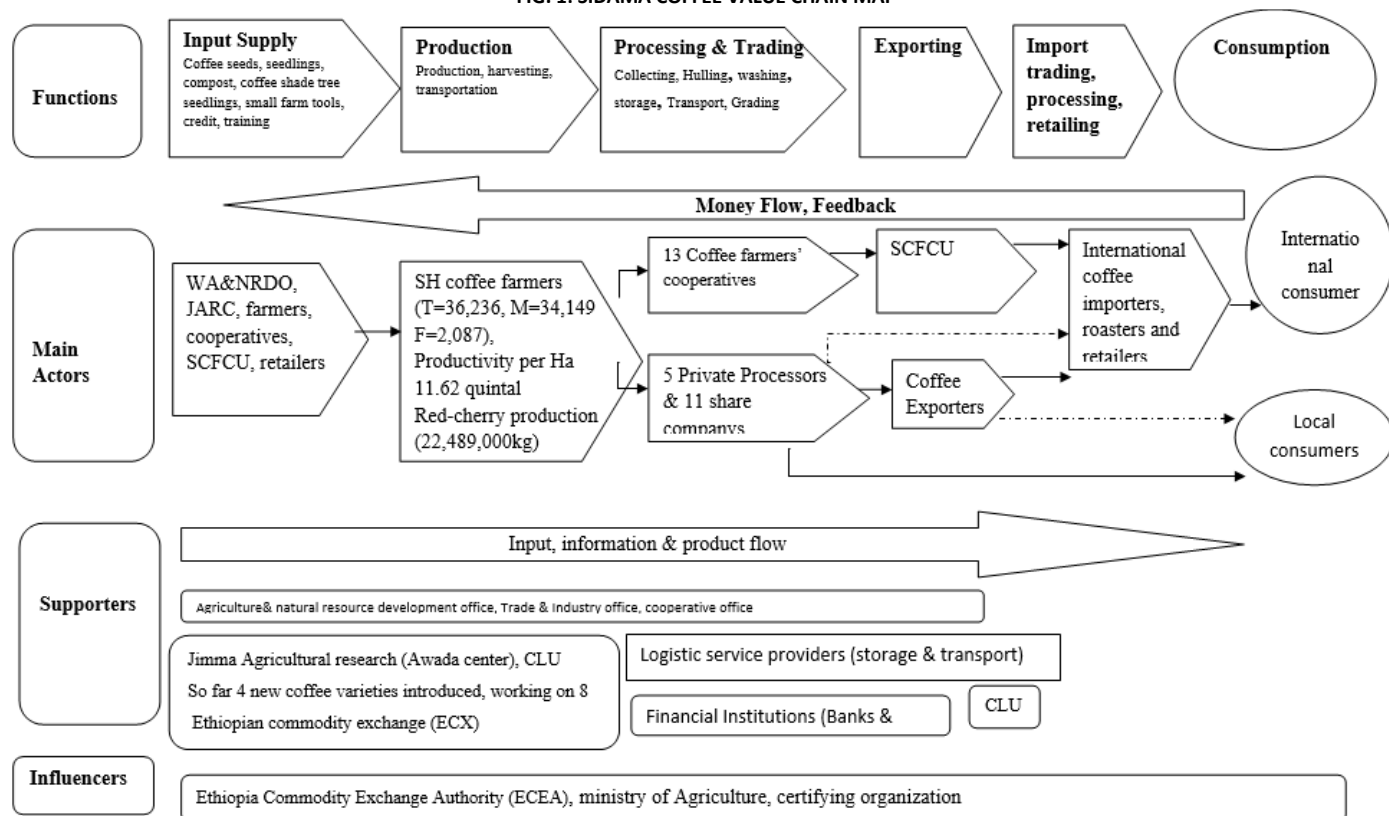 FIG. 1: SIDAMA COFFEE VALUE CHAIN MAP
Functions
Input Supply
Coffee seeds, seedlings,
compost, coffee shade tree
seedlings, small farm tools,
credit, training
Production
Production, harvesting,
transportation
Processing & Trading
Collecting, Hulling, washing,
storage, Transport, Grading
Exporting
Import
trading,
processing,
retailing
Consumption
Money Flow, Feedback
Main
Actors
WA&NRDO,
JARC, farmers,
cooperatives,
SCFCU, retailers
SH coffee farmers
(T=36,236, M=34,149
F=2,087),
Productivity per Ha
11.62 quintal
Red-cherry production
(22,489,000kg)
13 Coffee farmers'
cooperatives
SCFCU
5 Private Processors
& 11 share
companys
Coffee
Exporters
International
coffee
importers,
roasters and
retailers
Internatio
nal
consumer
Local
consumers
Input, information & product flow
Supporters
Agriculture& natural resource development office, Trade & Industry office, cooperative office
Jimma Agricultural research (Awada center), CLU
So far 4 new coffee varieties introduced, working on 8
Ethiopian commodity exchange (ECX)
Logistic service providers (storage & transport)
Financial Institutions (Banks &
CLU
Influencers
Ethiopia Commodity Exchange Authority (ECEA), ministry of Agriculture, certifying organization